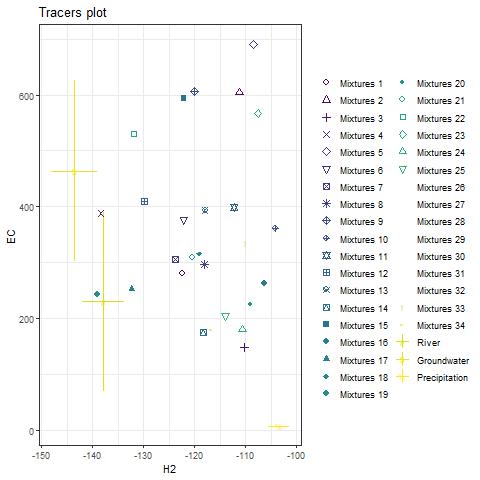 Tracers plot
600
400
200
0
EC
-150
-140
-130
-120
-110
-100
H2
Mixtures 1
Mixtures 2
Mixtures 3
Mixtures 4
Mixtures 5
Mixtures 6
Mixtures 7
Mixtures 8
Mixtures 9
Mixtures 10
Mixtures 11
Mixtures 12
Mixtures 13
Mixtures 14
Mixtures 15
Mixtures 16
Mixtures 17
Mixtures 18
Mixtures 19
Mixtures 20
Mixtures 21
Mixtures 22
Mixtures 23
Mixtures 24
Mixtures 25
Mixtures 26
Mixtures 27
Mixtures 28
Mixtures 29
Mixtures 30
Mixtures 31
Mixtures 32
Mixtures 33
Mixtures 34
River
Groundwater
Precipitation